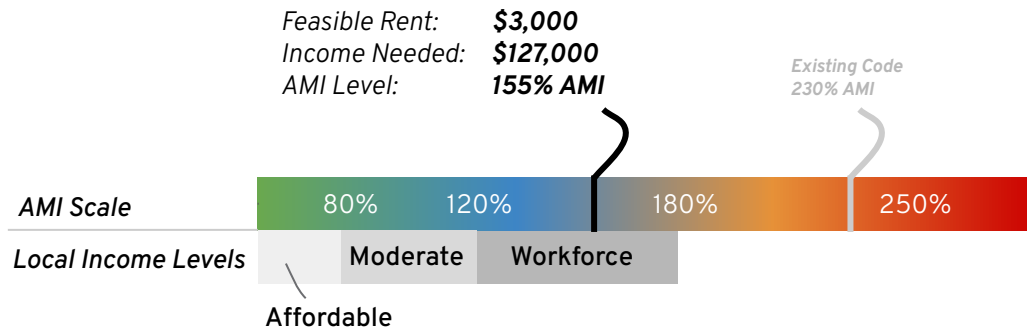 Feasible Rent: $3,000
Income Needed: $127,000
AMI Level: 155% AMI
Existing Code
230% AMI
AMI Scale 80% 120% 180% 250%
Local Income Levels Moderate Workforce
Affordable